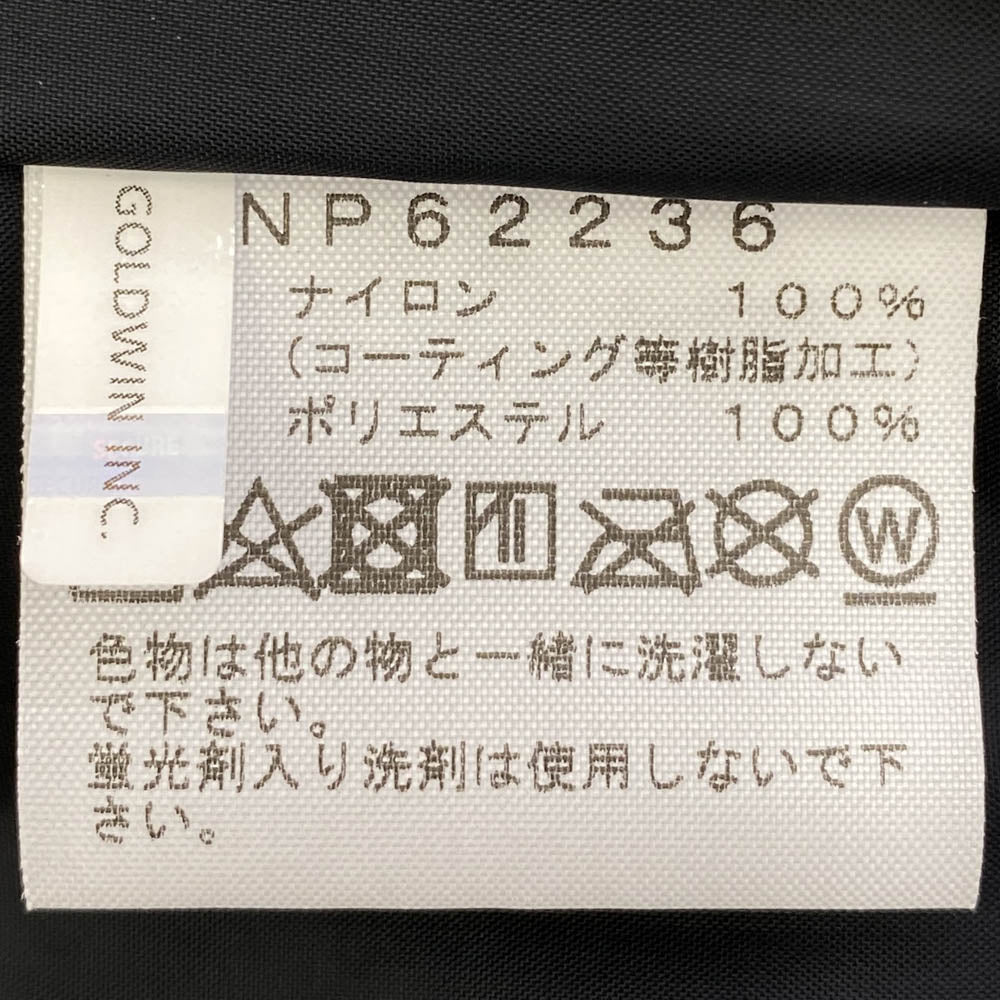 GOLDWIN INC.
NP62236
ナイロン 100%
(コーティング等樹脂加工)
ポリエステル 100%
W
色物は他の物と一緒に洗濯しない
で下さい。
蛍光剤入り洗剤は使用しないで下
さい。